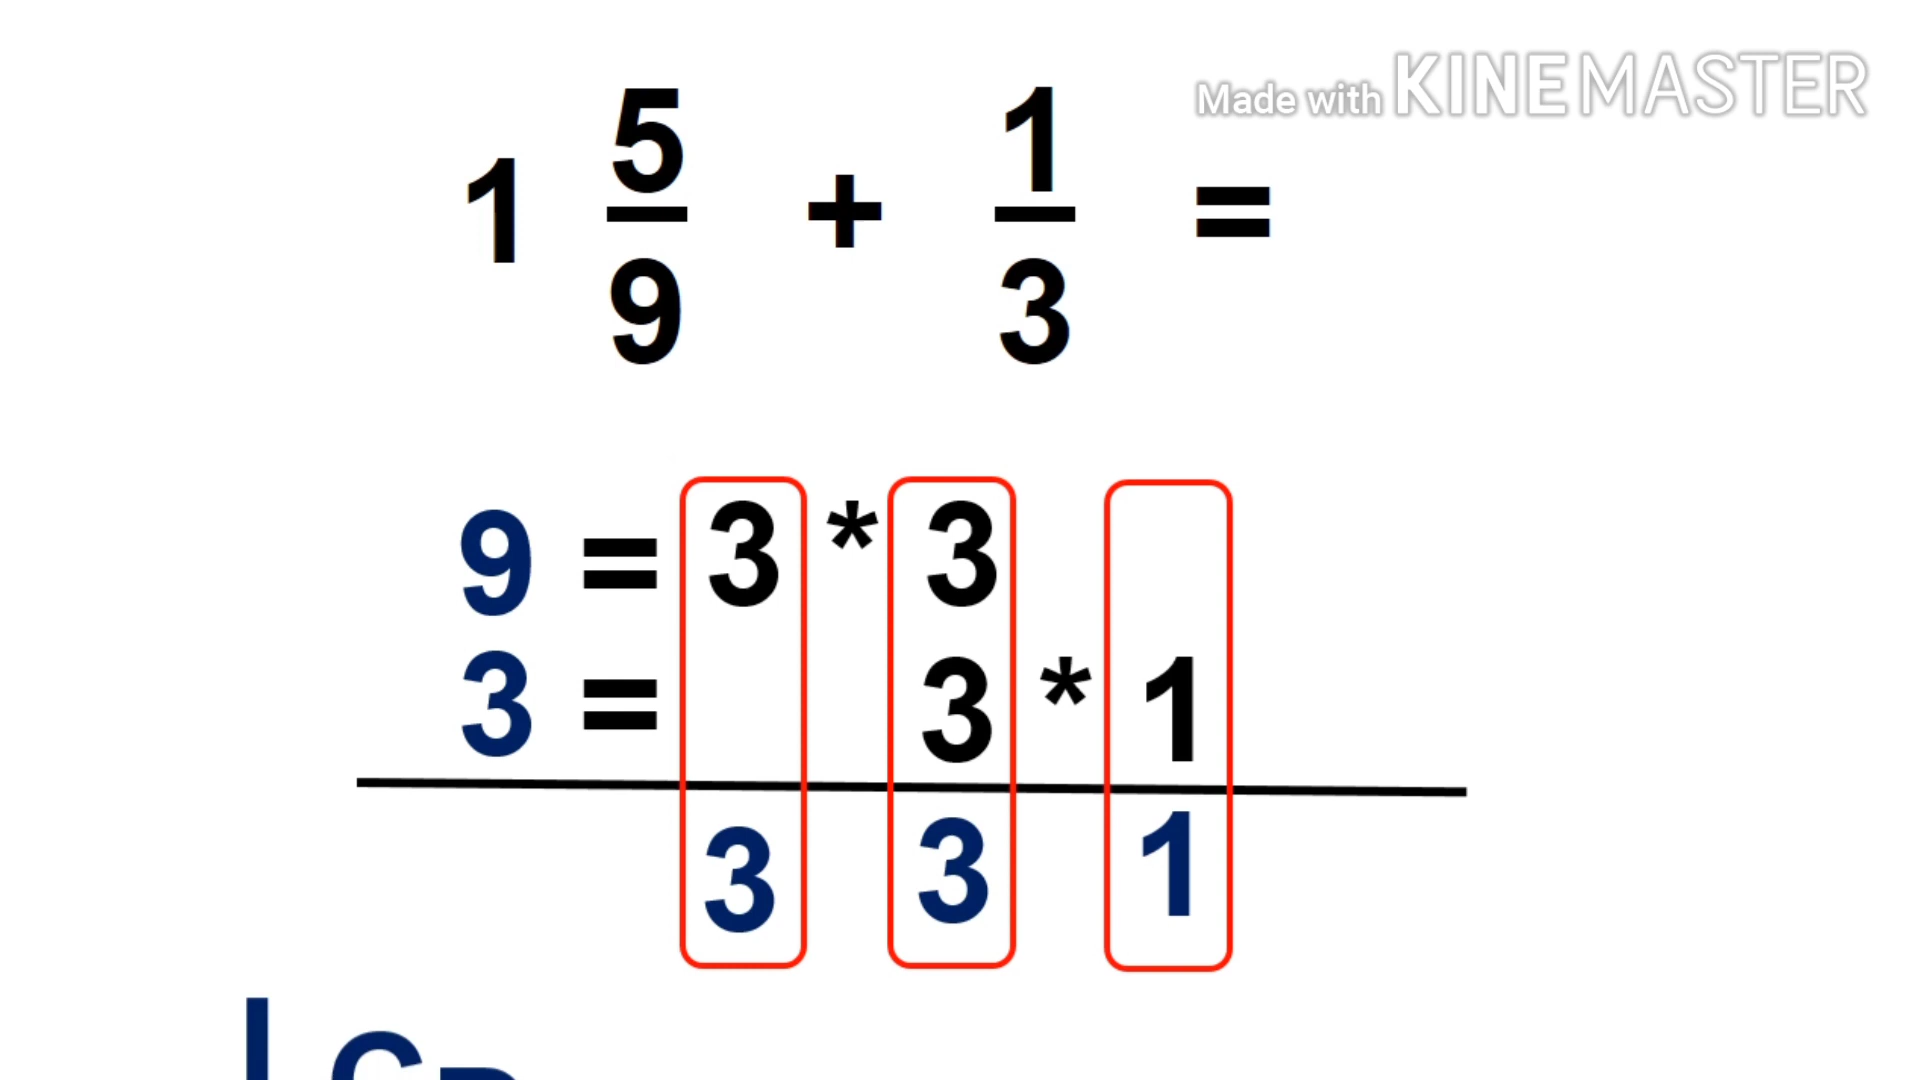 Made with KINEMASTER
1 5/9 + 1/3 =
9 = 3 * 3
3 = 3 * 1
3 3 1